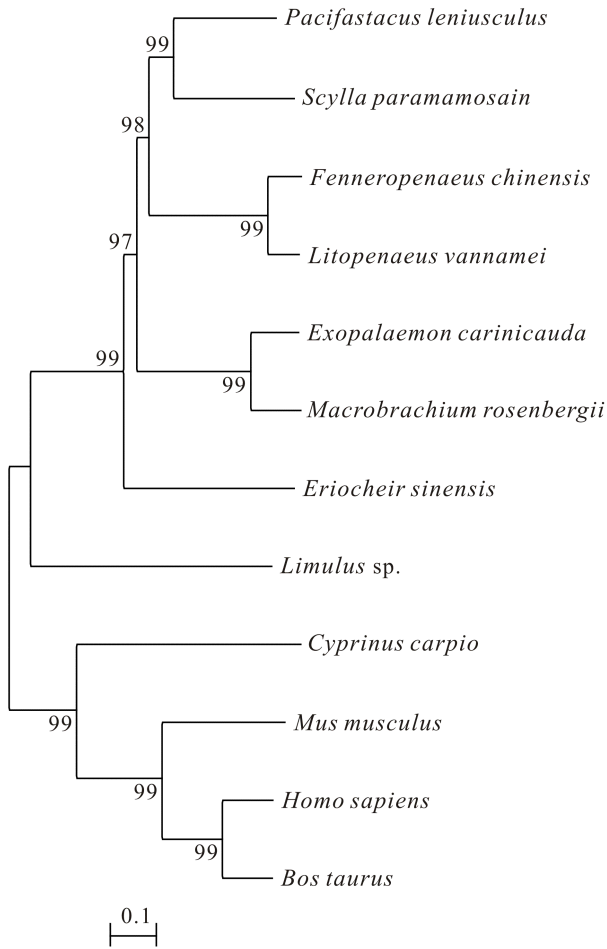 Pacifastacus leniusculus
99
Scylla paramamosain
98
Fenneropenaeus chinensis
99
97
Litopenaeus vannamei
Exopalaemon carinicauda
99
99
Macrobrachium rosenbergii
Eriocheir sinensis
Limulus sp.
Cyprinus carpio
99
Mus musculus
99
Homo sapiens
99
Bos taurus
0.1